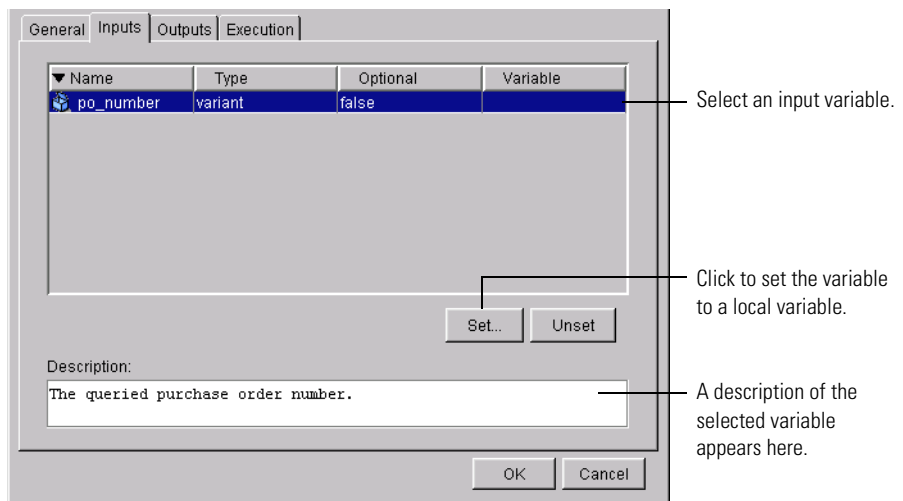 General Inputs Outputs Execution
Name Type Optional Variable
po_number variant false
Select an input variable.
Click to set the variable
to a local variable.
Set... Unset
Description:
The queried purchase order number.
A description of the
selected variable
appears here.
OK Cancel